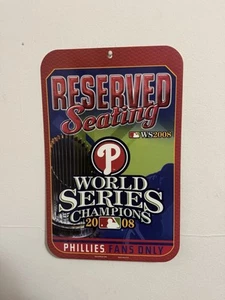 RESERVED
Seating
WS2008
P
WORLD
SERIES
CHAMPIONS
20 08
PHILLIES FANS ONLY